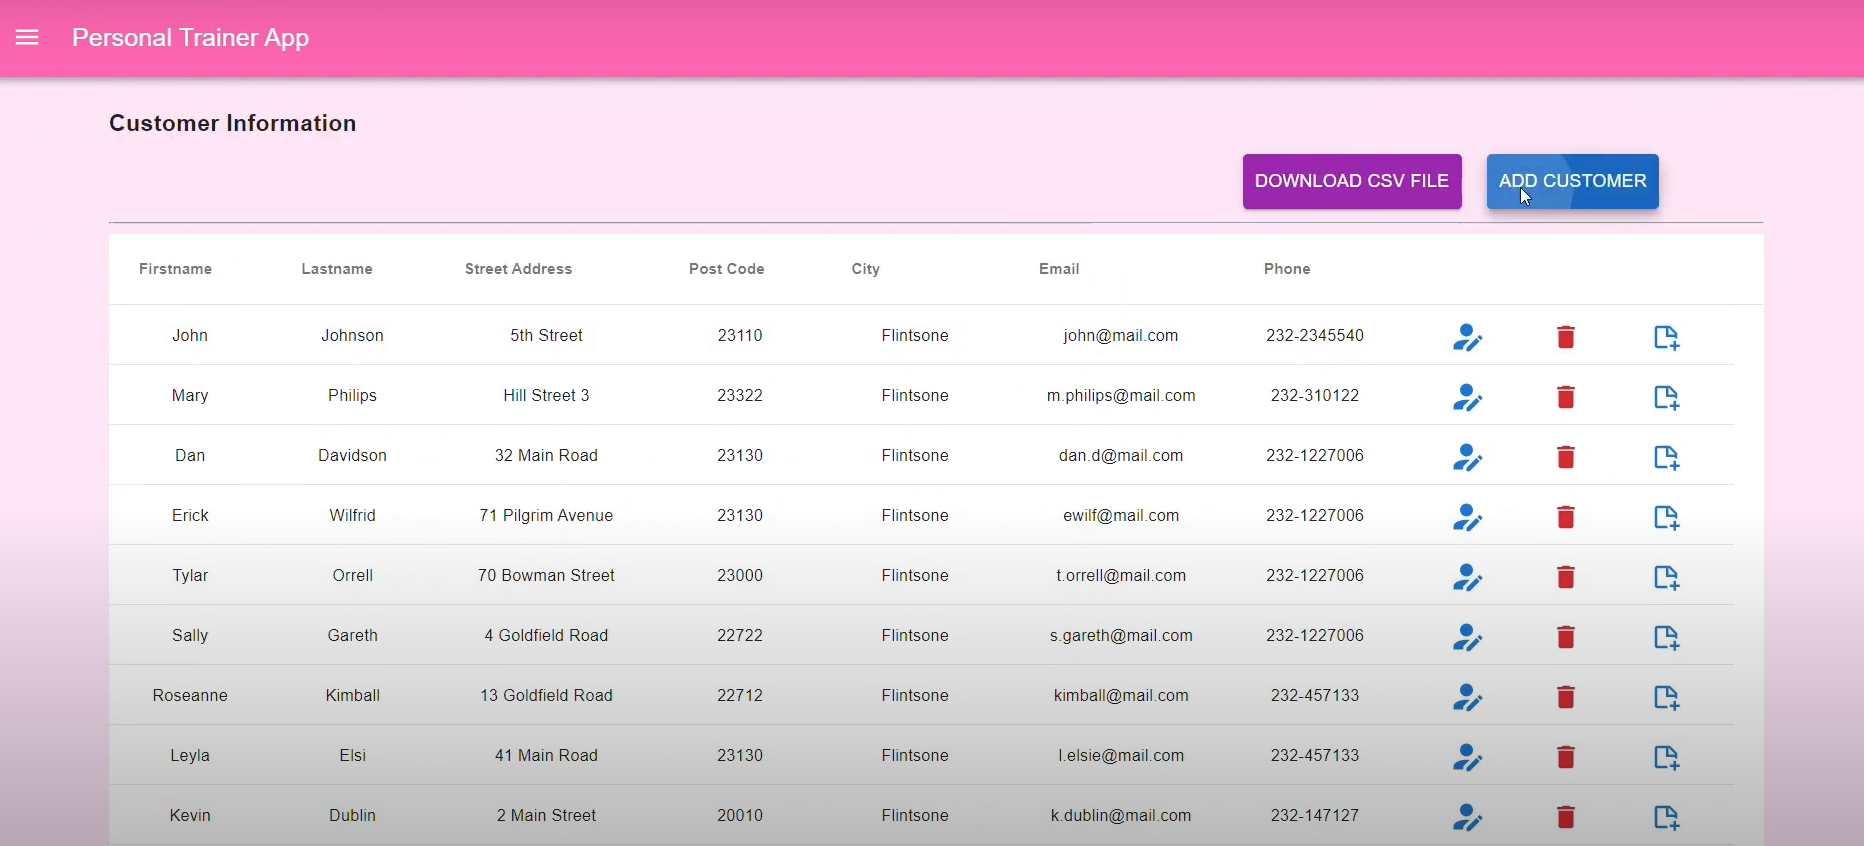 Personal Trainer App
Customer Information
DOWNLOAD CSV FILE ADD CUSTOMER
Firstname Lastname Street Address Post Code City Email Phone
John Johnson 5th Street 23110 Flintsone john@mail.com 232-2345540
Mary Philips Hill Street 3 23322 Flintsone m.philips@mail.com 232-310122
Dan Davidson 32 Main Road 23130 Flintsone dan.d@mail.com 232-1227006
Erick Wilfrid 71 Pilgrim Avenue 23130 Flintsone ewilf@mail.com 232-1227006
Tylar Orrell 70 Bowman Street 23000 Flintsone t.orrell@mail.com 232-1227006
Sally Gareth 4 Goldfield Road 22722 Flintsone s.gareth@mail.com 232-1227006
Roseanne Kimball 13 Goldfield Road 22712 Flintsone kimball@mail.com 232-457133
Leyla Elsi 41 Main Road 23130 Flintsone l.elsie@mail.com 232-457133
Kevin Dublin 2 Main Street 20010 Flintsone k.dublin@mail.com 232-147127